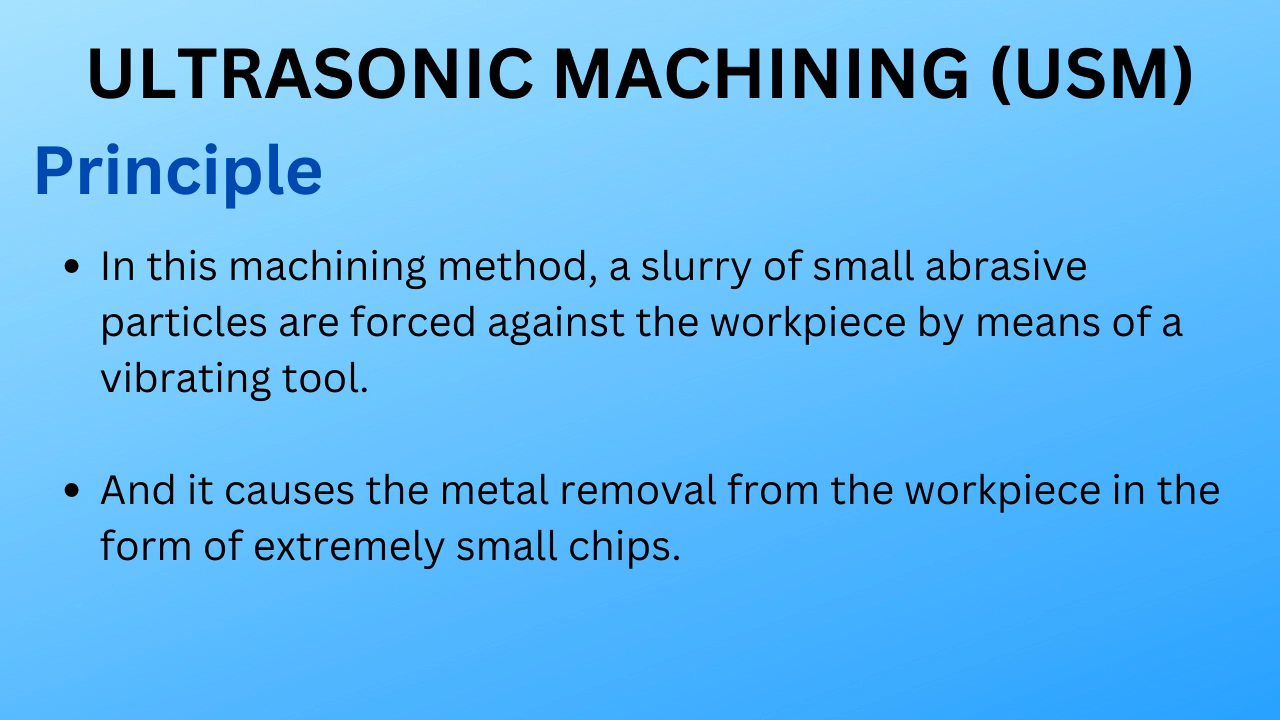 ULTRASONIC MACHINING (USM)
Principle
• In this machining method, a slurry of small abrasive
particles are forced against the workpiece by means of a
vibrating tool.
• And it causes the metal removal from the workpiece in the
form of extremely small chips.